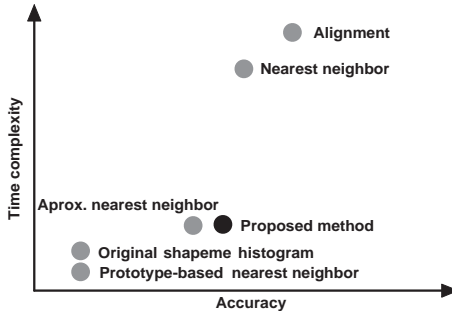 Alignment
Nearest neighbor
Time complexity
Aprox. nearest neighbor
Proposed method
Original shapeme histogram
Prototype-based nearest neighbor
Accuracy